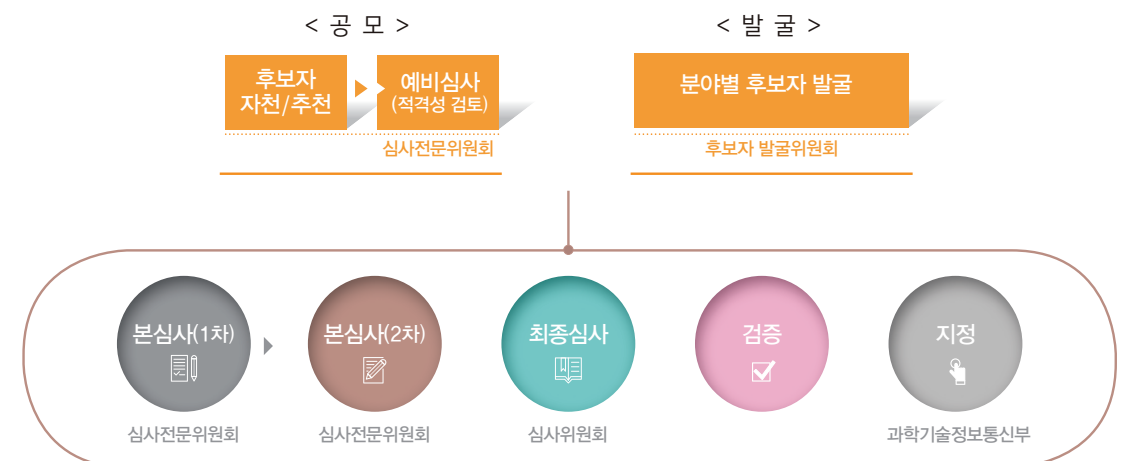 < 공 모 >
< 발 굴 >
후보자
자천/추천
예비심사
(적격성 검토)
분야별 후보자 발굴
심사전문위원회
후보자 발굴위원회
본심사(1차)
본심사(2차)
최종심사
검증
지정
심사전문위원회
심사전문위원회
심사위원회
과학기술정보통신부